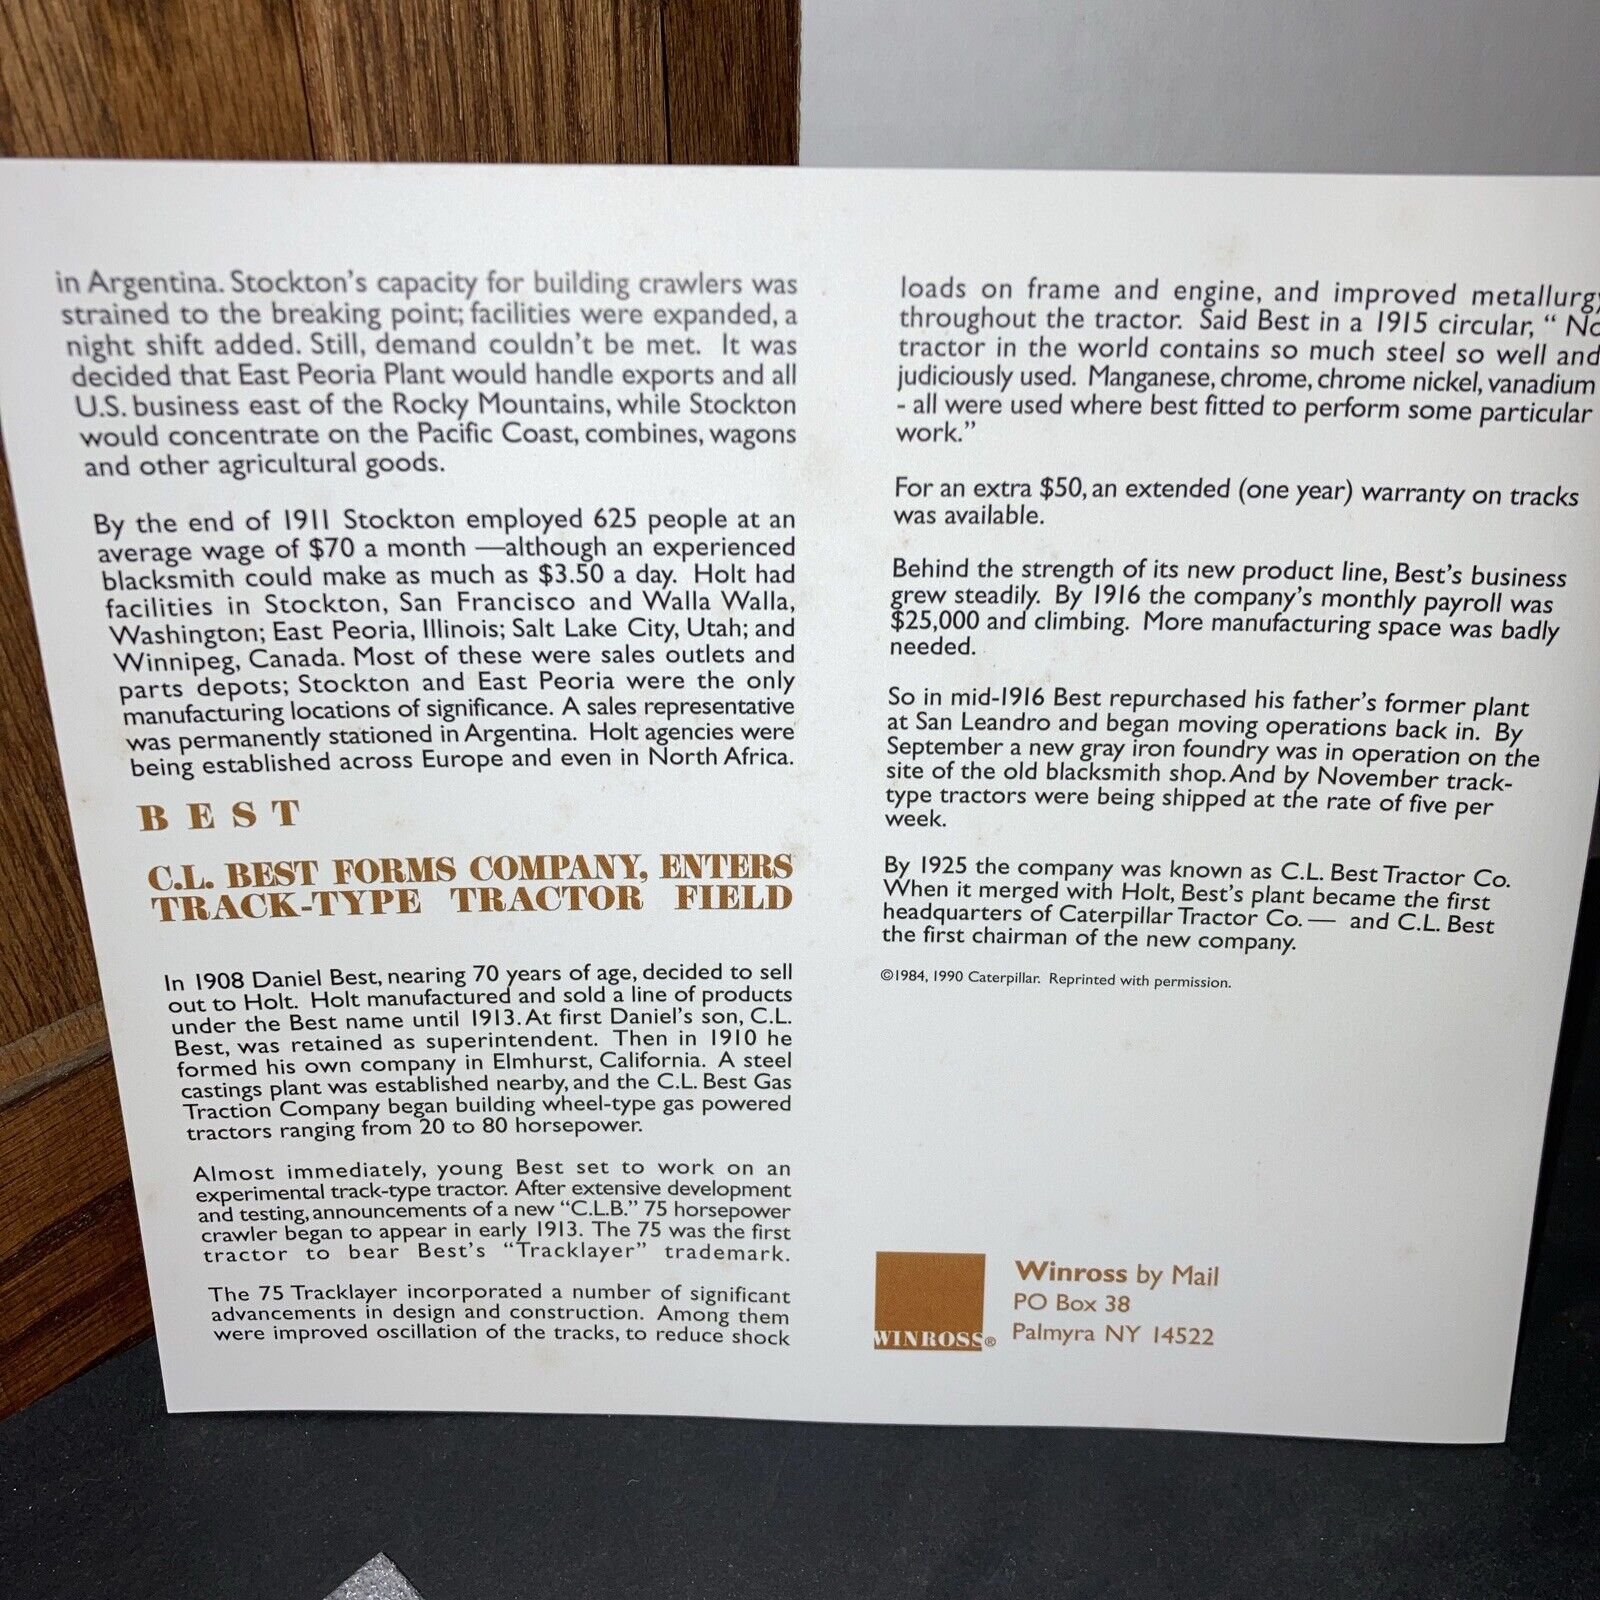 in Argentina. Stockton's capacity for building crawlers was
strained to the breaking point; facilities were expanded, a
night shift added. Still, demand couldn't be met. It was
decided that East Peoria Plant would handle exports and all
U.S. business east of the Rocky Mountains, while Stockton
would concentrate on the Pacific Coast, combines, wagons
and other agricultural goods.
By the end of 1911 Stockton employed 625 people at an
average wage of $70 a month —although an experienced
blacksmith could make as much as $3.50 a day. Holt had
facilities in Stockton, San Francisco and Walla Walla,
Washington; East Peoria, Illinois; Salt Lake City, Utah; and
Winnipeg, Canada. Most of these were sales outlets and
parts depots; Stockton and East Peoria were the only
manufacturing locations of significance. A sales representative
was permanently stationed in Argentina. Holt agencies were
being established across Europe and even in North Africa.
BEST
C.L. BEST FORMS COMPANY, ENTERS
TRACK-TYPE TRACTOR FIELD
In 1908 Daniel Best, nearing 70 years of age, decided to sell
out to Holt. Holt manufactured and sold a line of products
under the Best name until 1913. At first Daniel's son, C.L.
Best, was retained as superintendent. Then in 1910 he
formed his own company in Elmhurst, California. A steel
castings plant was established nearby, and the C.L. Best Gas
Traction Company began building wheel-type gas powered
tractors ranging from 20 to 80 horsepower.
Almost immediately, young Best set to work on an
experimental track-type tractor. After extensive development
and testing, announcements of a new "C.L.B." 75 horsepower
crawler began to appear in early 1913. The 75 was the first
tractor to bear Best's "Tracklayer" trademark.
The 75 Tracklayer incorporated a number of significant
advancements in design and construction. Among them
were improved oscillation of the tracks, to reduce shock
loads on frame and engine, and improved metallurgy
throughout the tractor. Said Best in a 1915 circular, " No
tractor in the world contains so much steel so well and
judiciously used. Manganese, chrome, chrome nickel, vanadium
- all were used where best fitted to perform some particular
work."
For an extra $50, an extended (one year) warranty on tracks
was available.
Behind the strength of its new product line, Best's business
grew steadily. By 1916 the company's monthly payroll was
$25,000 and climbing. More manufacturing space was badly
needed.
So in mid-1916 Best repurchased his father's former plant
at San Leandro and began moving operations back in. By
September a new gray iron foundry was in operation on the
site of the old blacksmith shop. And by November track-
type tractors were being shipped at the rate of five per
week.
By 1925 the company was known as C.L. Best Tractor Co.
When it merged with Holt, Best's plant became the first
headquarters of Caterpillar Tractor Co. — and C.L. Best
the first chairman of the new company.
©1984, 1990 Caterpillar. Reprinted with permission.
WINROSS®
Winross by Mail
PO Box 38
Palmyra NY 14522